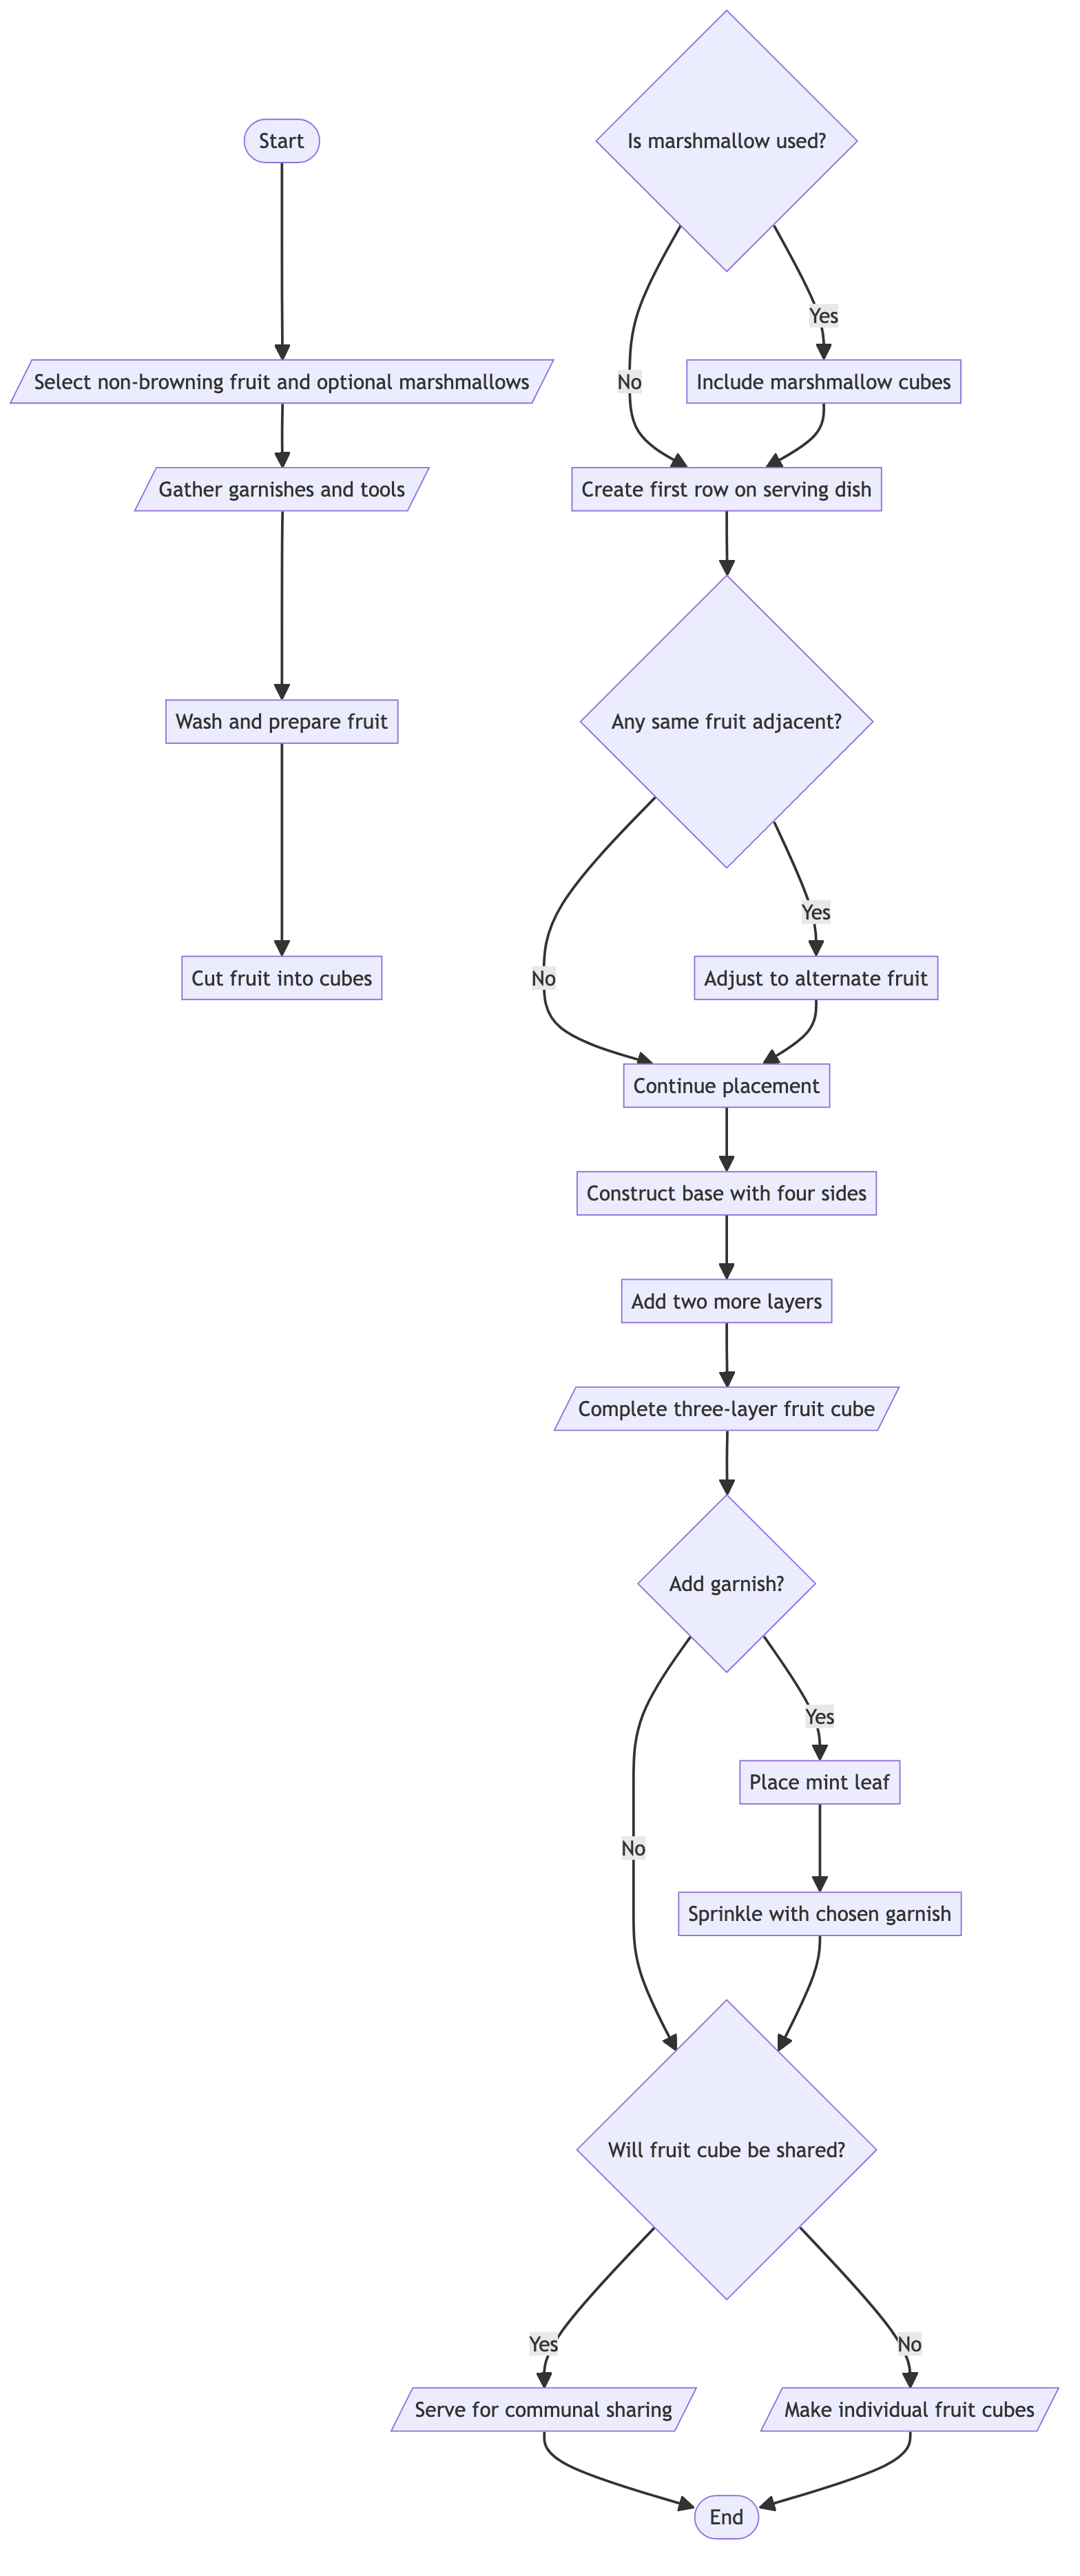 Start
Select non-browning fruit and optional marshmallows
Gather garnishes and tools
Wash and prepare fruit
Cut fruit into cubes
Is marshmallow used?
Yes
No
Include marshmallow cubes
Create first row on serving dish
Any same fruit adjacent?
Yes
No
Adjust to alternate fruit
Continue placement
Construct base with four sides
Add two more layers
Complete three-layer fruit cube
Add garnish?
Yes
Place mint leaf
No
Sprinkle with chosen garnish
Will fruit cube be shared?
Yes
No
Serve for communal sharing
Make individual fruit cubes
End